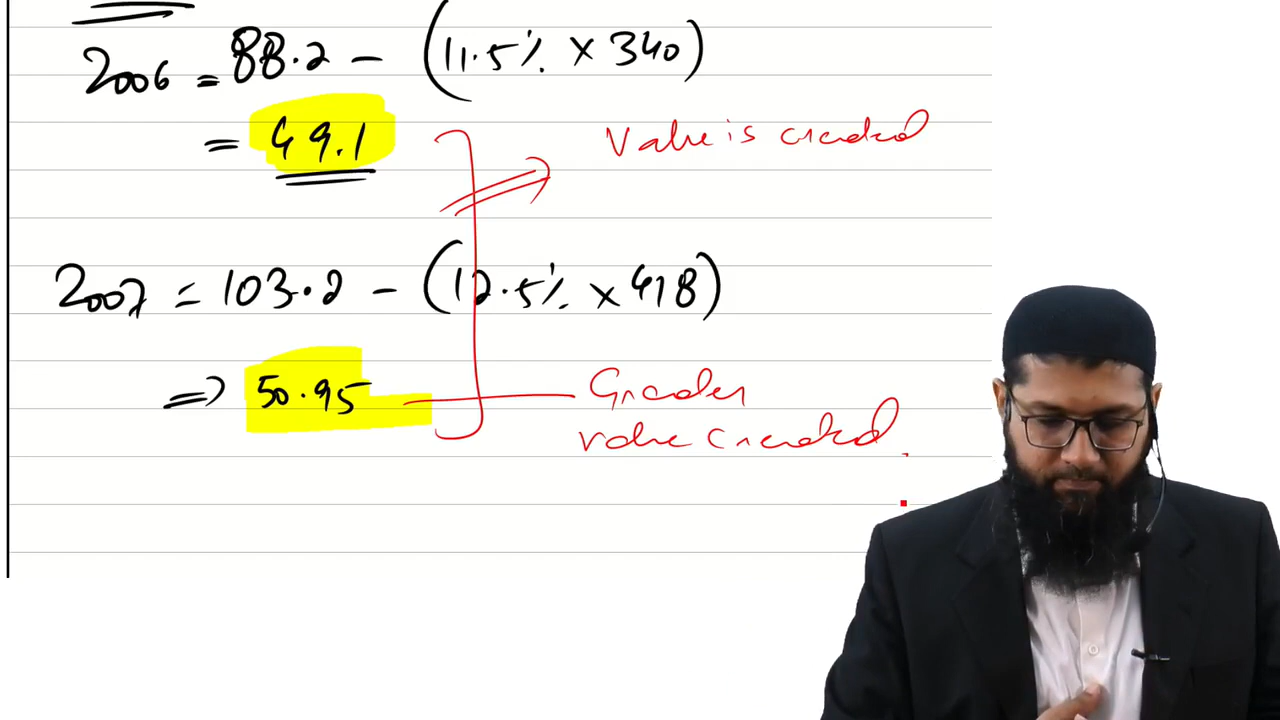 2006 = 88.2 - (11.5% × 340)
= 49.1
Value is created
2007 = 103.2 - (12.5% × 418)
=> 50.95
Greater
value created.